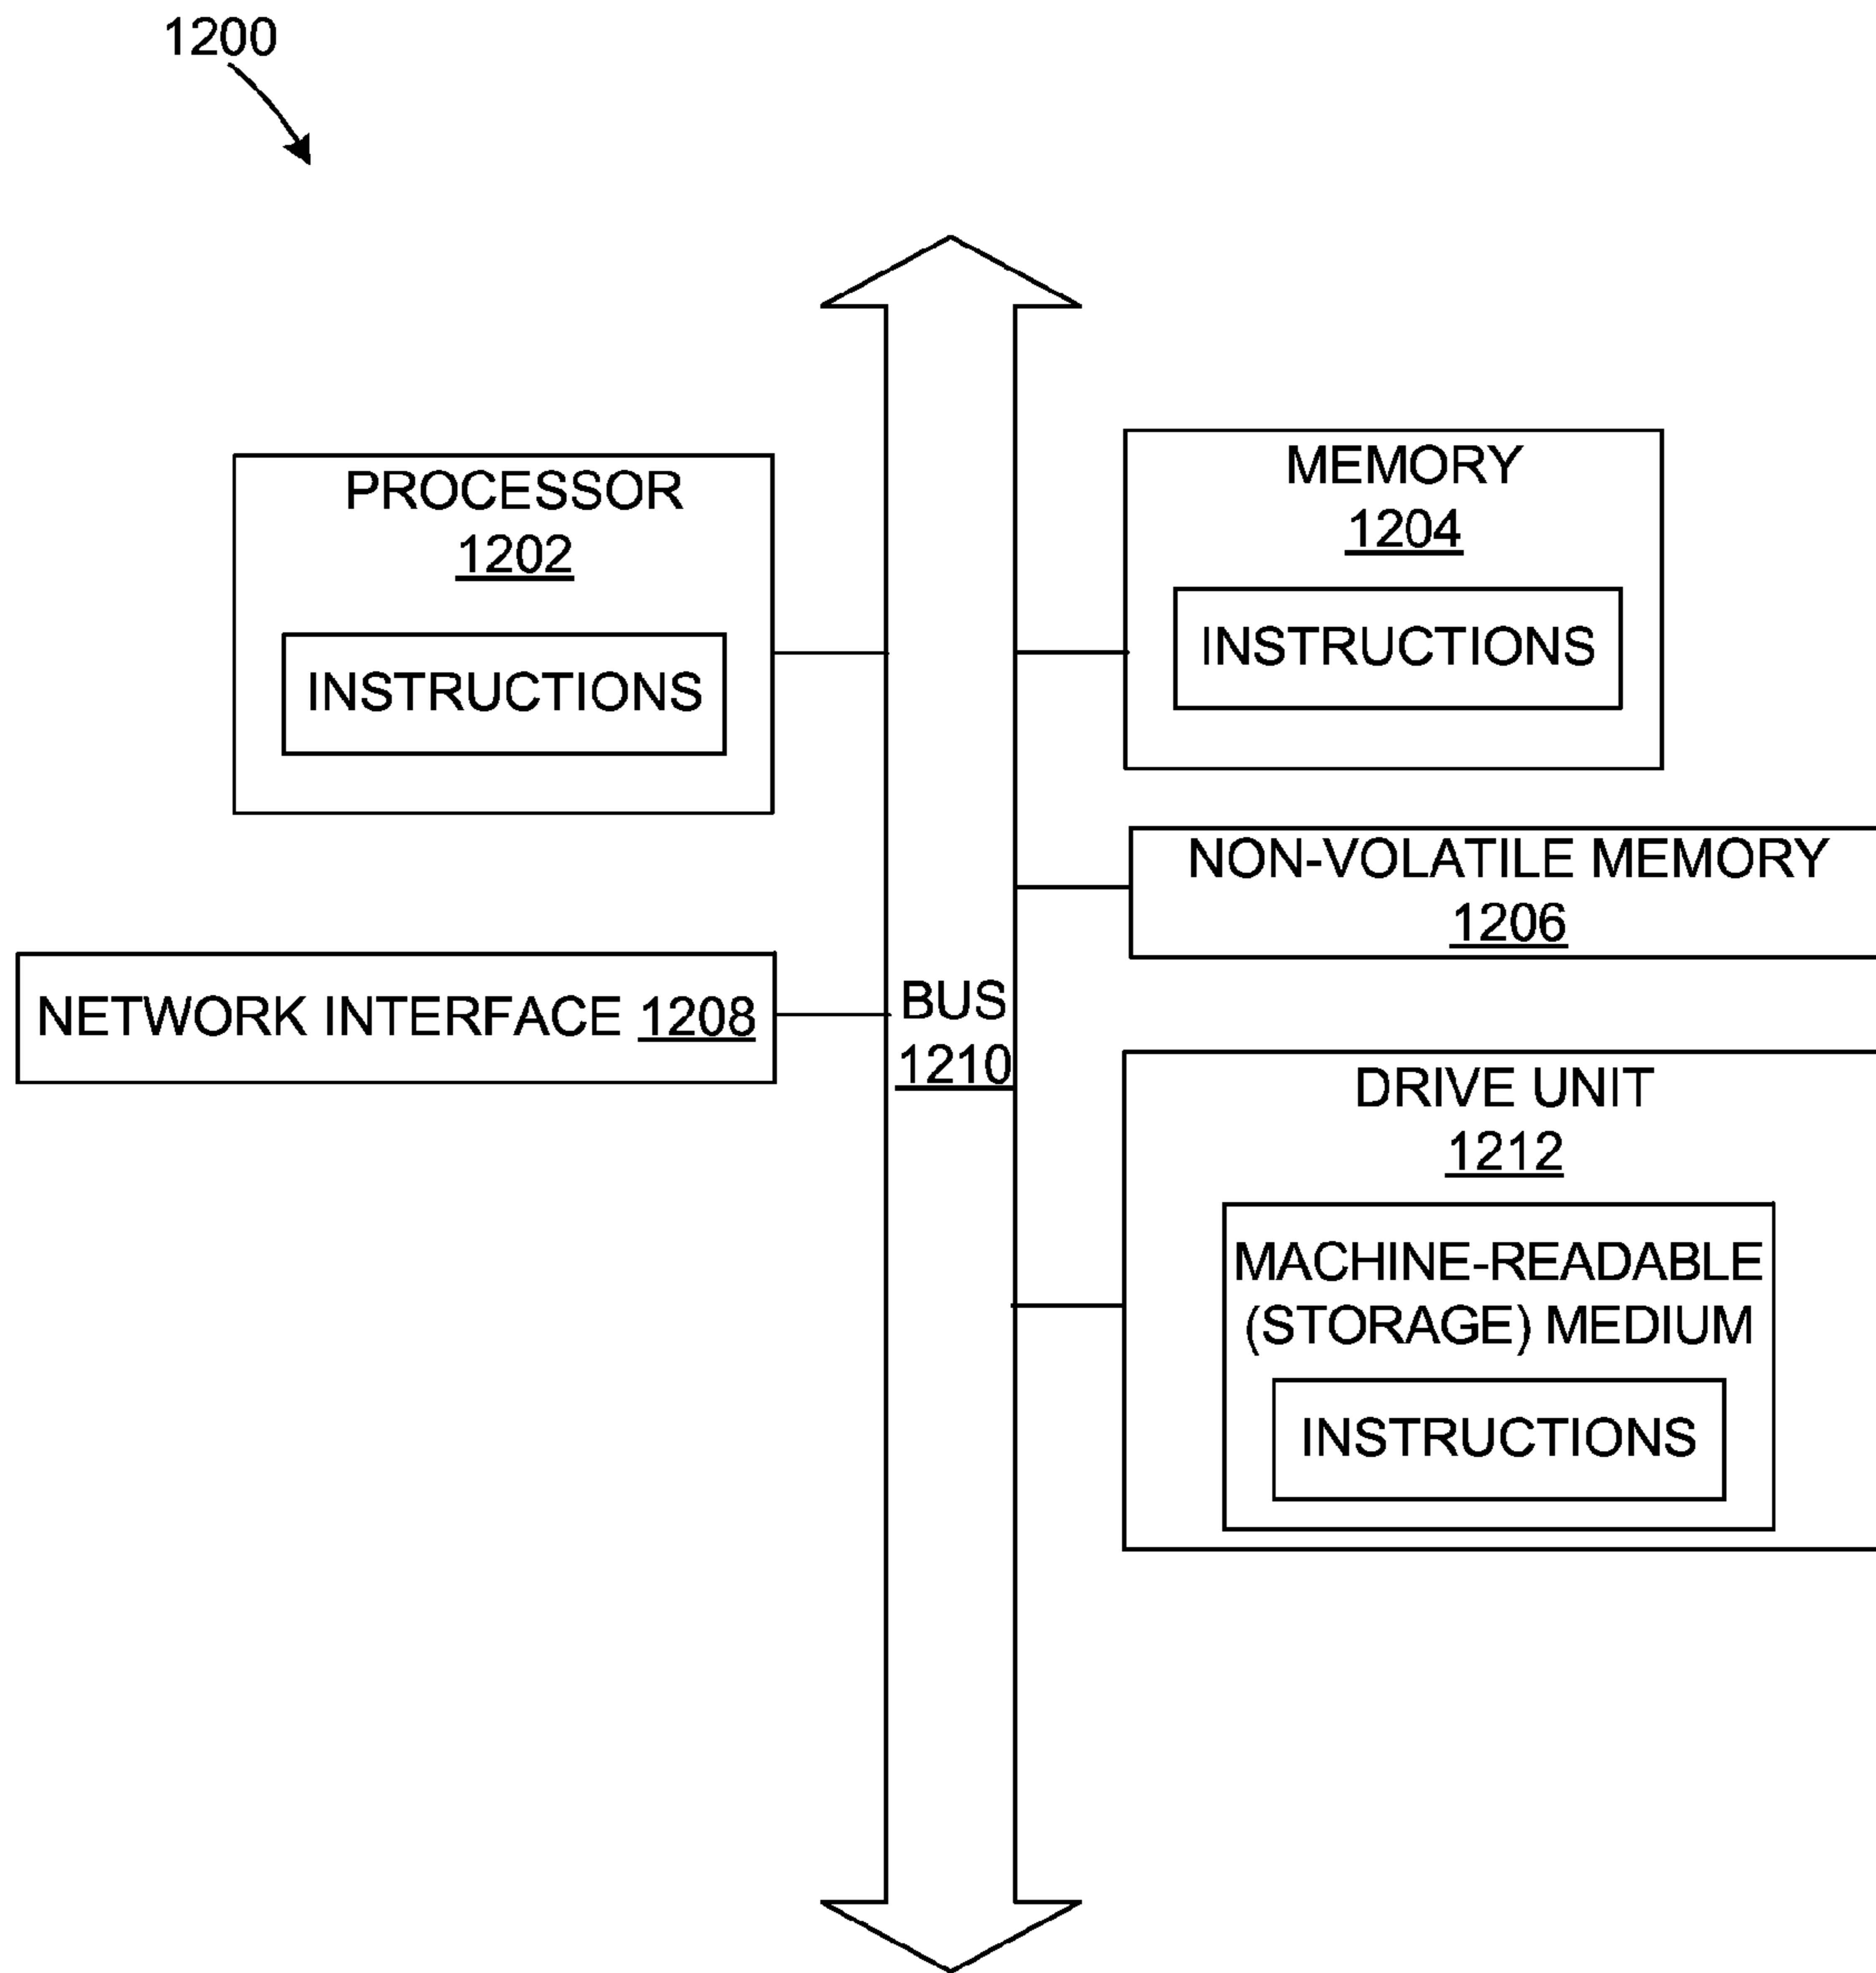 1200
PROCESSOR
1202
INSTRUCTIONS
MEMORY
1204
INSTRUCTIONS
NON-VOLATILE MEMORY
1206
NETWORK INTERFACE 1208
BUS
1210
DRIVE UNIT
1212
MACHINE-READABLE
(STORAGE) MEDIUM
INSTRUCTIONS